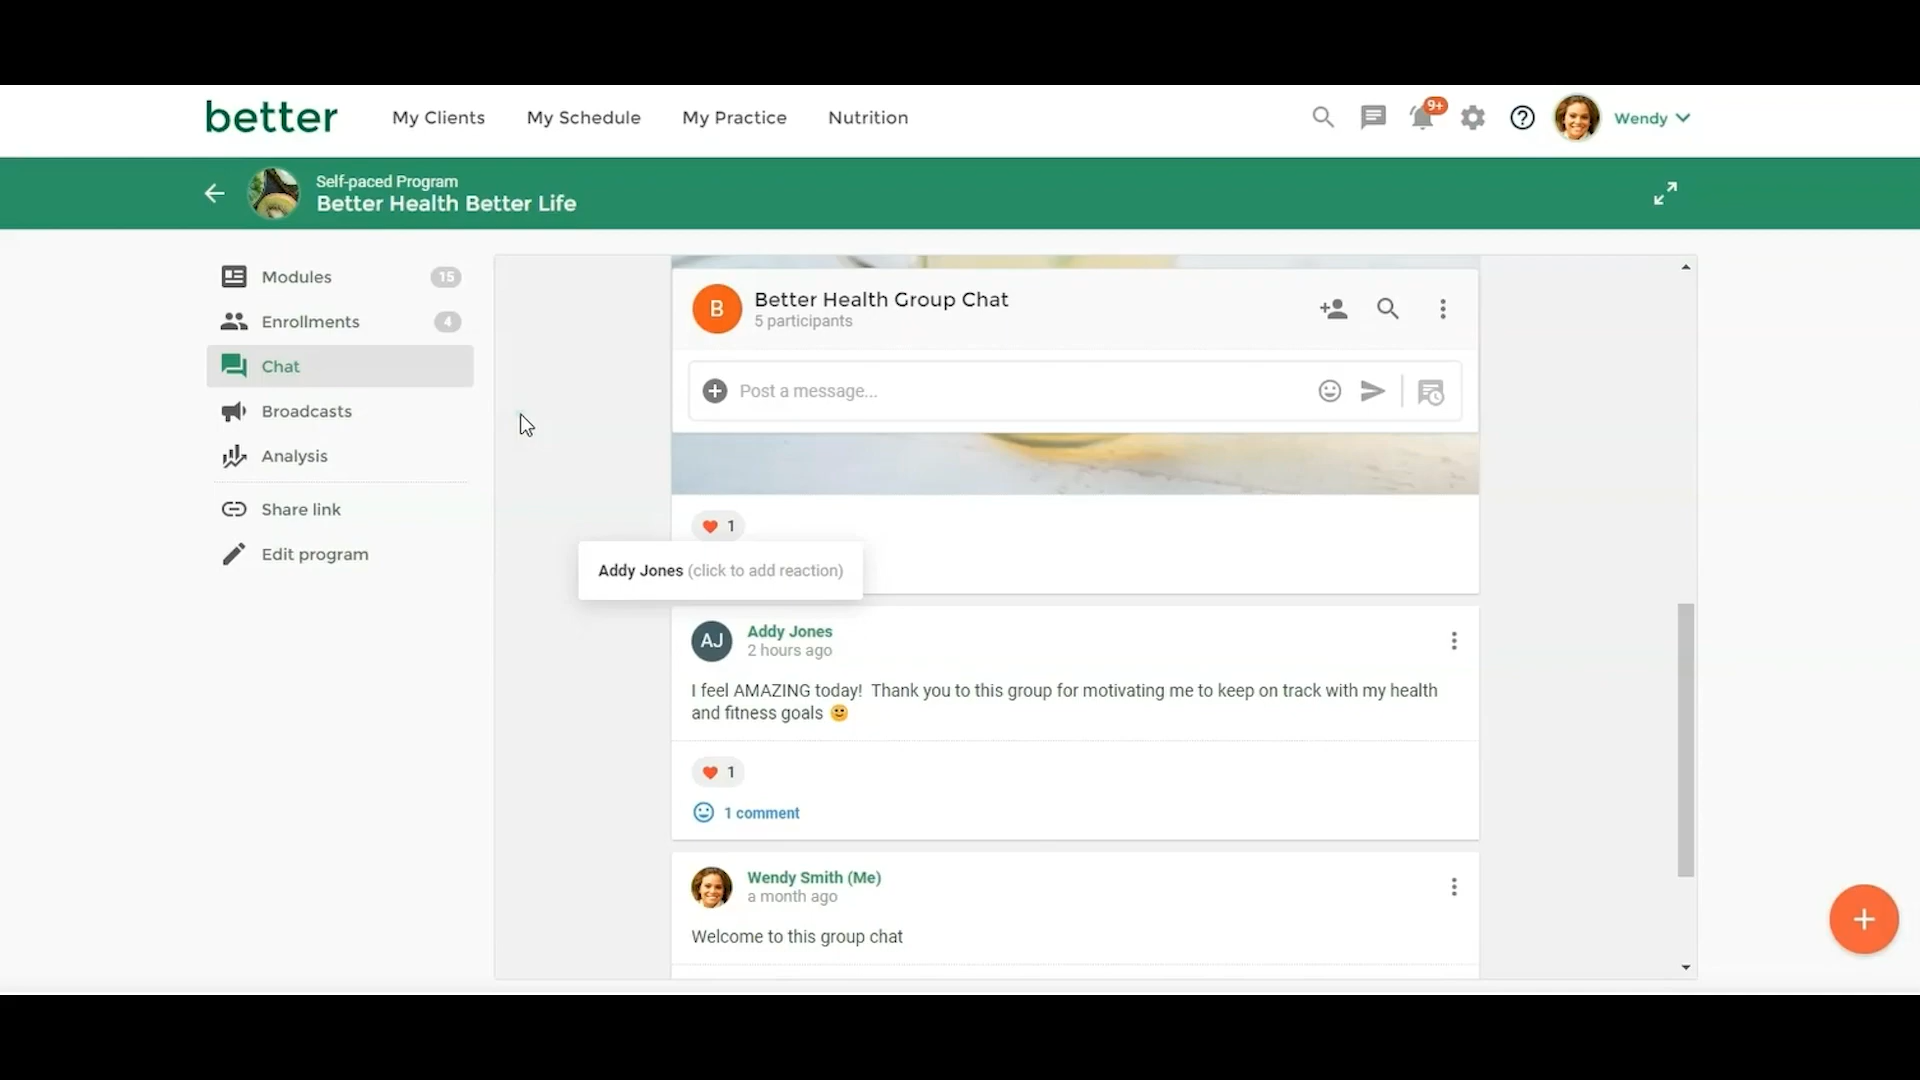 better
My Clients
My Schedule
My Practice
Nutrition
9+
Wendy
Self-paced Program
Better Health Better Life
Modules 15
Enrollments 4
Chat
Broadcasts
Analysis
Share link
Edit program
B
Better Health Group Chat
5 participants
Post a message...
1
Addy Jones (click to add reaction)
AJ
Addy Jones
2 hours ago
I feel AMAZING today!  Thank you to this group for motivating me to keep on track with my health
and fitness goals 🙂
1
1 comment
Wendy Smith (Me)
a month ago
Welcome to this group chat